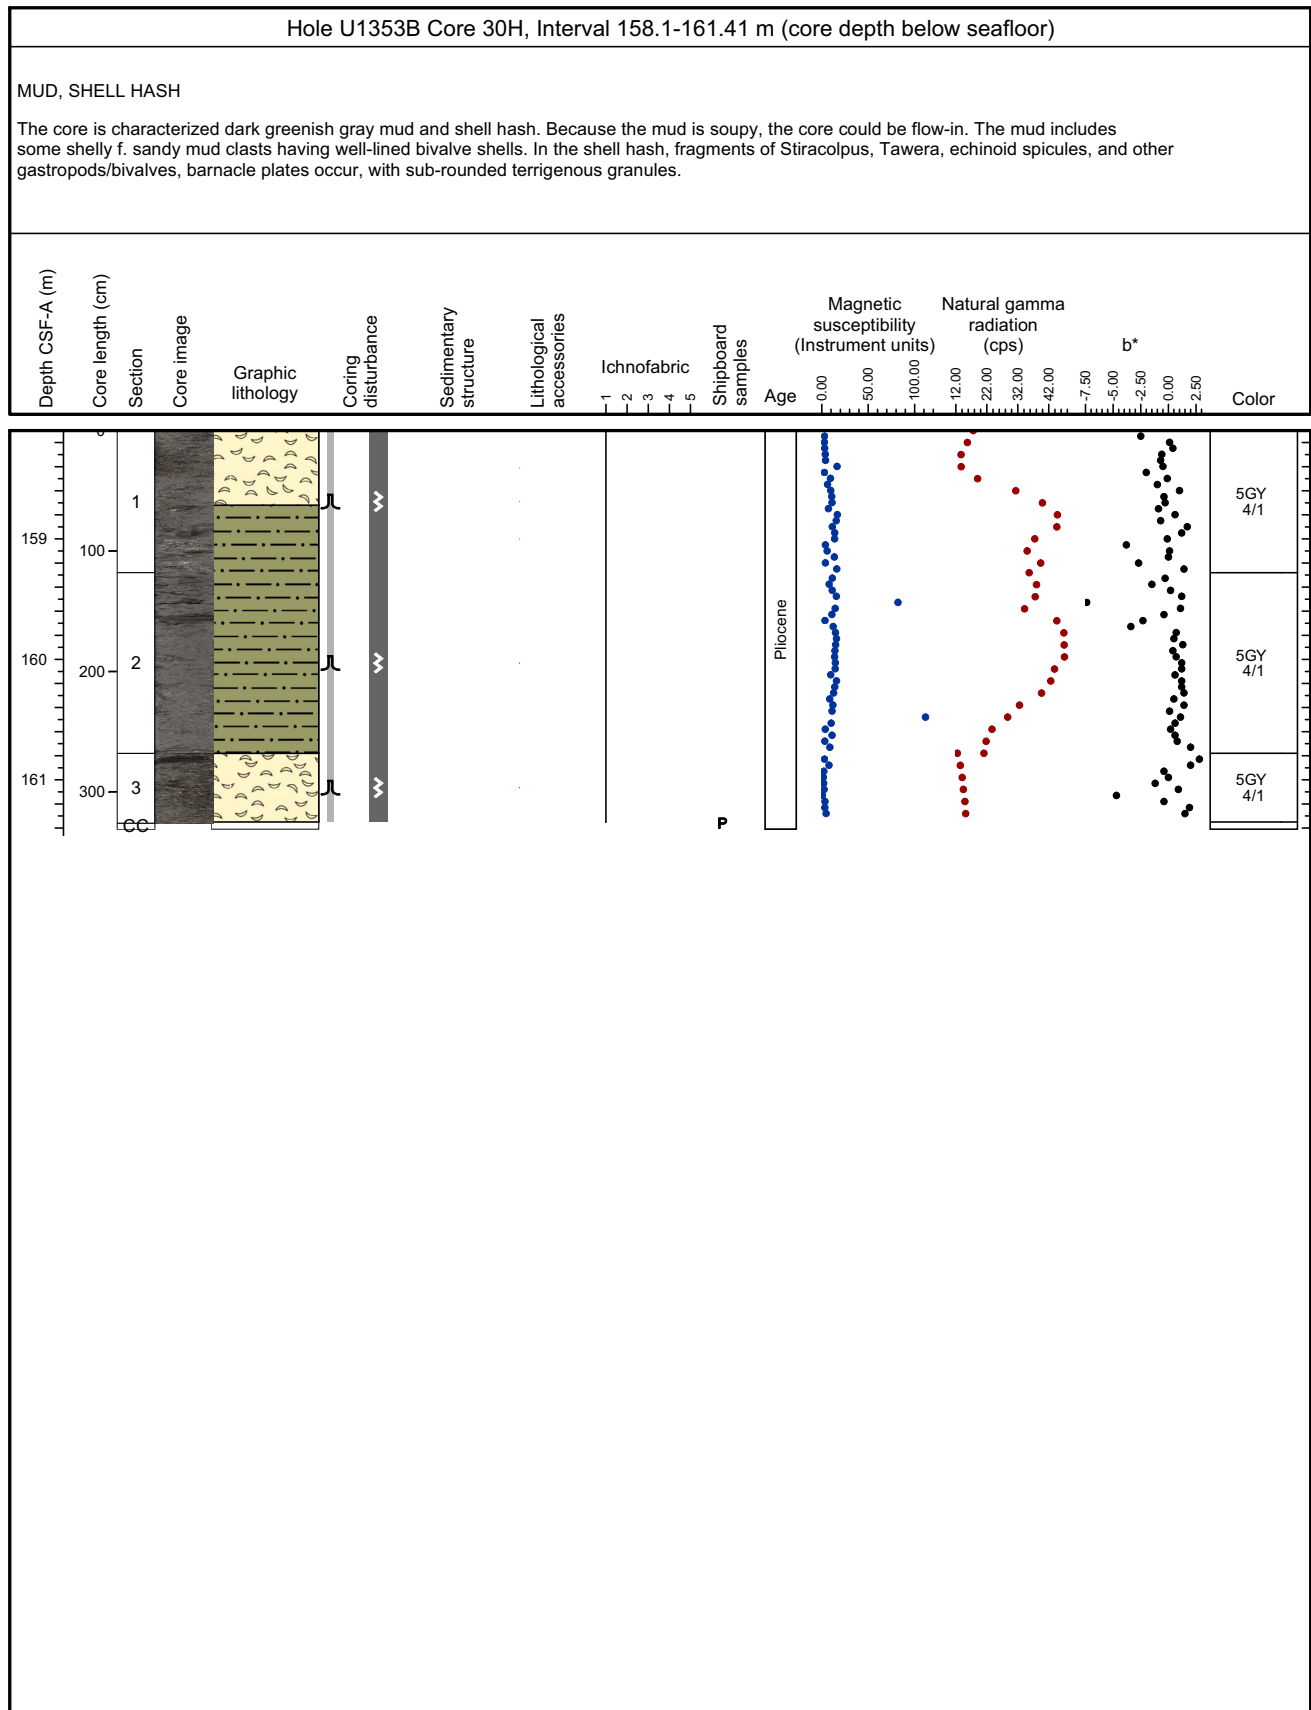 Hole U1353B Core 30H, Interval 158.1-161.41 m (core depth below seafloor)
MUD, SHELL HASH
The core is characterized dark greenish gray mud and shell hash. Because the mud is soupy, the core could be flow-in. The mud includes
some shelly f. sandy mud clasts having well-lined bivalve shells. In the shell hash, fragments of Stiracolpus, Tawera, echinoid spicules, and other
gastropods/bivalves, barnacle plates occur, with sub-rounded terrigenous granules.
Depth CSF-A (m)
Core length (cm)
Section
Core image
Graphic
lithology
Coring
disturbance
Sedimentary
structure
Lithological
accessories
Ichnofabric
1 2 3 4 5
Shipboard
samples
Age
Magnetic
susceptibility
(Instrument units)
0.00 50.00 100.00
Natural gamma
radiation
(cps)
12.00 22.00 32.00 42.00
b*
-7.50 -5.00 -2.50 0.00 2.50
Color
0
1
5GY
4/1
159
100
2
Pliocene
160
200
5GY
4/1
161
300
3
5GY
4/1
CC
P